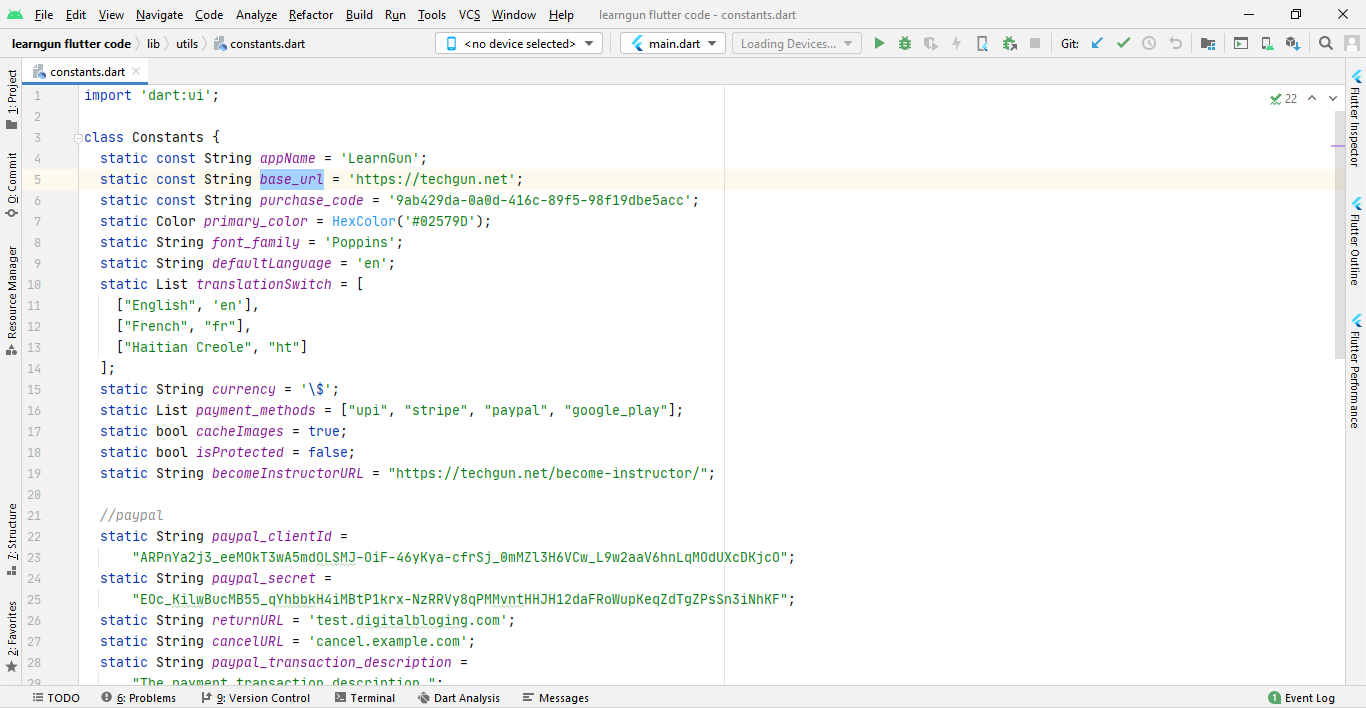 File Edit View Navigate Code Analyze Refactor Build Run Tools VCS Window Help learngun flutter code - constants.dart
learngun flutter code lib utils constants.dart <no device selected> main.dart Loading Devices... Git:
constants.dart
1: Project
0: Commit
Resource Manager
7: Structure
2: Favorites
22
1 import 'dart:ui';
2
3 class Constants {
4 static const String appName = 'LearnGun';
5 static const String base_url = 'https://techgun.net';
6 static const String purchase_code = '9ab429da-0a0d-416c-89f5-98f19dbe5acc';
7 static Color primary_color = HexColor('#02579D');
8 static String font_family = 'Poppins';
9 static String defaultLanguage = 'en';
10 static List translationSwitch = [
11 ["English", 'en'],
12 ["French", "fr"],
13 ["Haitian Creole", "ht"]
14 ];
15 static String currency = '\$';
16 static List payment_methods = ["upi", "stripe", "paypal", "google_play"];
17 static bool cacheImages = true;
18 static bool isProtected = false;
19 static String becomeInstructorURL = "https://techgun.net/become-instructor/";
20
21 //paypal
22 static String paypal_clientId =
23 "ARPnYa2j3_eeMOkT3wA5mdOLSMJ-OiF-46yKya-cfrSj_0mMZl3H6VCw_L9w2aaV6hnLqMOdUXcDKjcO";
24 static String paypal_secret =
25 "EOc_KilwBucMB55_qYhbbkH4iMBtP1krx-NzRRVy8qPMMvntHHJH12daFRoWupKeqZdTgZPsSn3iNhKF";
26 static String returnURL = 'test.digitalbloging.com';
27 static String cancelURL = 'cancel.example.com';
28 static String paypal_transaction_description =
29 "The payment transaction description.";
Flutter Inspector
Flutter Outline
Flutter Performance
TODO 6: Problems 9: Version Control Terminal Dart Analysis Messages 1 Event Log